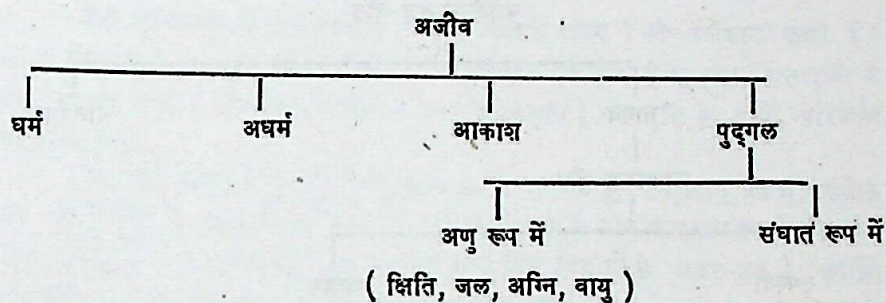 अजीव
धर्म अधर्म आकाश पुद्गल
अणु रूप में संघात रूप में
( क्षिति, जल, अग्नि, वायु )